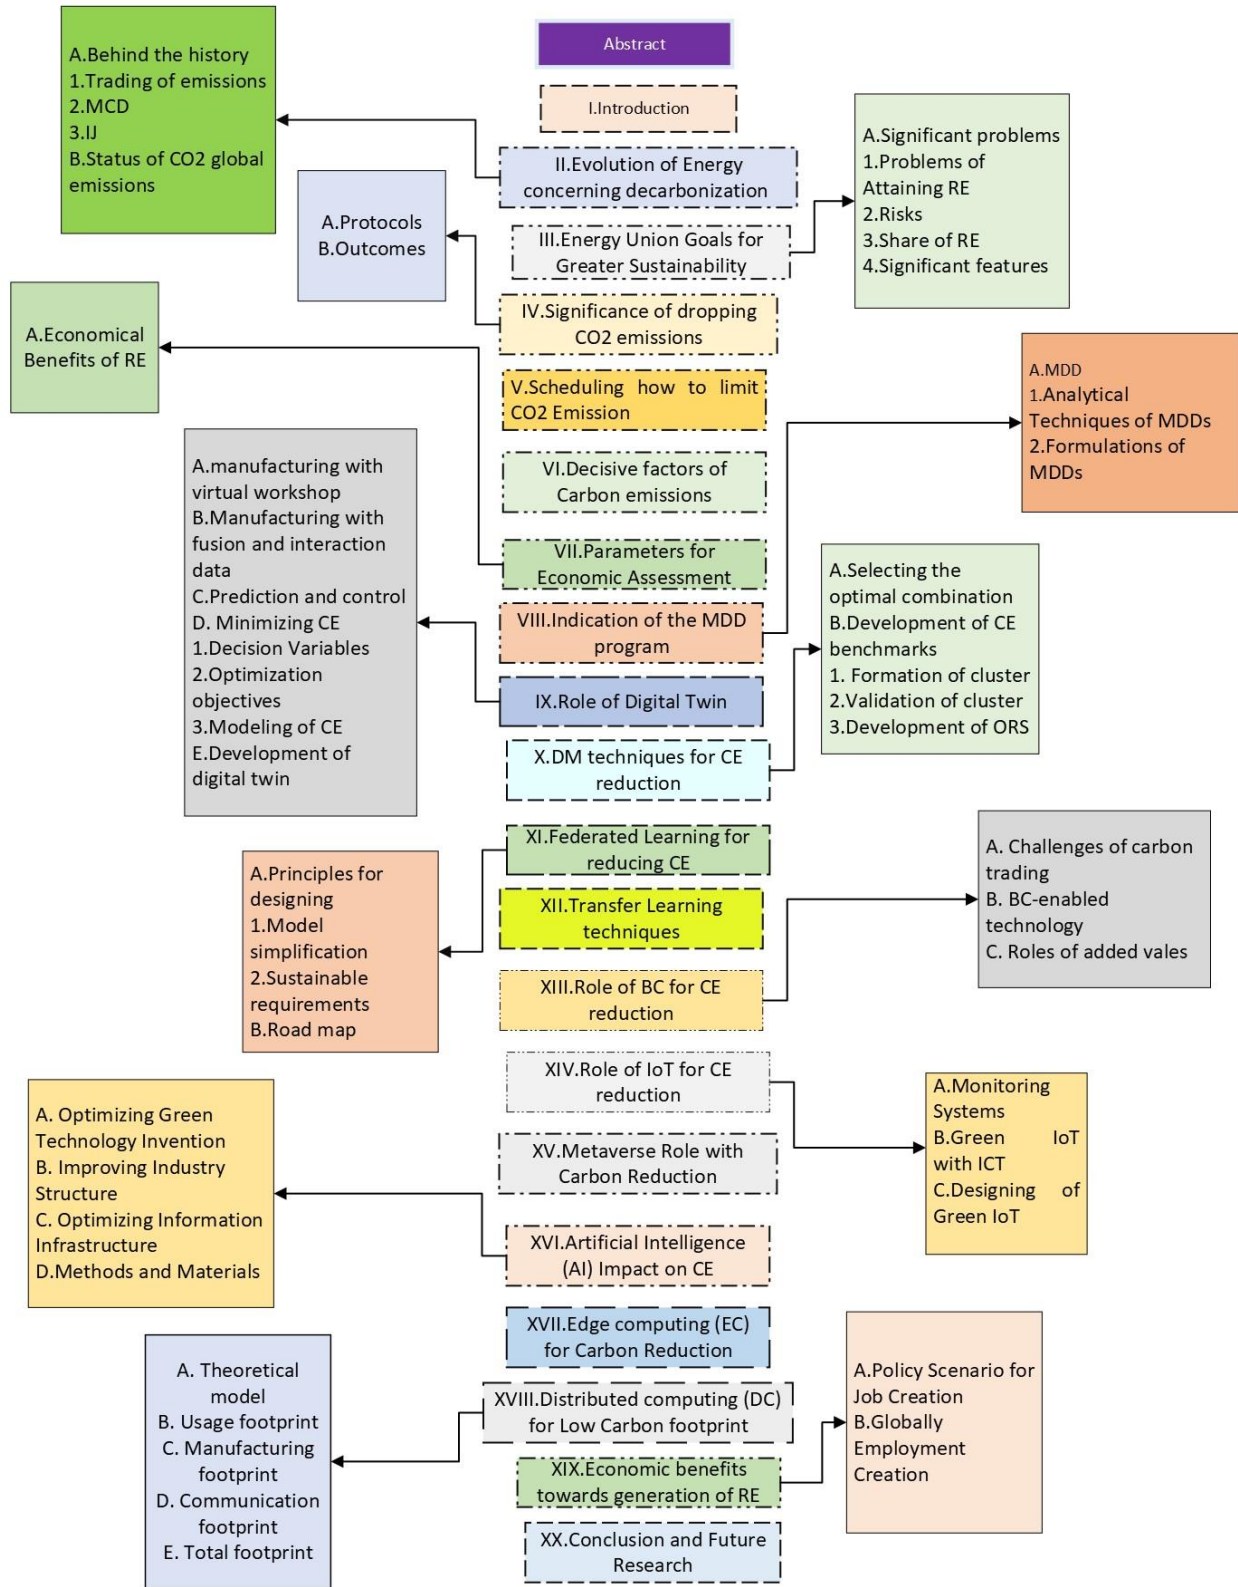 Abstract
I.Introduction
II.Evolution of Energy
concerning decarbonization
A.Behind the history
1.Trading of emissions
2.MCD
3.IJ
B.Status of CO2 global
emissions
III.Energy Union Goals for
Greater Sustainability
A.Significant problems
1.Problems of
Attaining RE
2.Risks
3.Share of RE
4.Significant features
IV.Significance of dropping
CO2 emissions
A.Protocols
B.Outcomes
V.Scheduling how to limit
CO2 Emission
VI.Decisive factors of
Carbon emissions
VII.Parameters for
Economic Assessment
A.Economical
Benefits of RE
VIII.Indication of the MDD
program
A.MDD
1.Analytical
Techniques of MDDs
2.Formulations of
MDDs
IX.Role of Digital Twin
A.manufacturing with
virtual workshop
B.Manufacturing with
fusion and interaction
data
C.Prediction and control
D. Minimizing CE
1.Decision Variables
2.Optimization
objectives
3.Modeling of CE
E.Development of
digital twin
X.DM techniques for CE
reduction
A.Selecting the
optimal combination
B.Development of CE
benchmarks
1. Formation of cluster
2.Validation of cluster
3.Development of ORS
XI.Federated Learning for
reducing CE
A.Principles for
designing
1.Model
simplification
2.Sustainable
requirements
B.Road map
XII.Transfer Learning
techniques
XIII.Role of BC for CE
reduction
A. Challenges of carbon
trading
B. BC-enabled
technology
C. Roles of added vales
XIV.Role of IoT for CE
reduction
A.Monitoring
Systems
B.Green IoT
with ICT
C.Designing of
Green IoT
XV.Metaverse Role with
Carbon Reduction
XVI.Artificial Intelligence
(AI) Impact on CE
A. Optimizing Green
Technology Invention
B. Improving Industry
Structure
C. Optimizing Information
Infrastructure
D.Methods and Materials
XVII.Edge computing (EC)
for Carbon Reduction
XVIII.Distributed computing (DC)
for Low Carbon footprint
A. Theoretical
model
B. Usage footprint
C. Manufacturing
footprint
D. Communication
footprint
E. Total footprint
XIX.Economic benefits
towards generation of RE
A.Policy Scenario for
Job Creation
B.Globally
Employment
Creation
XX.Conclusion and Future
Research